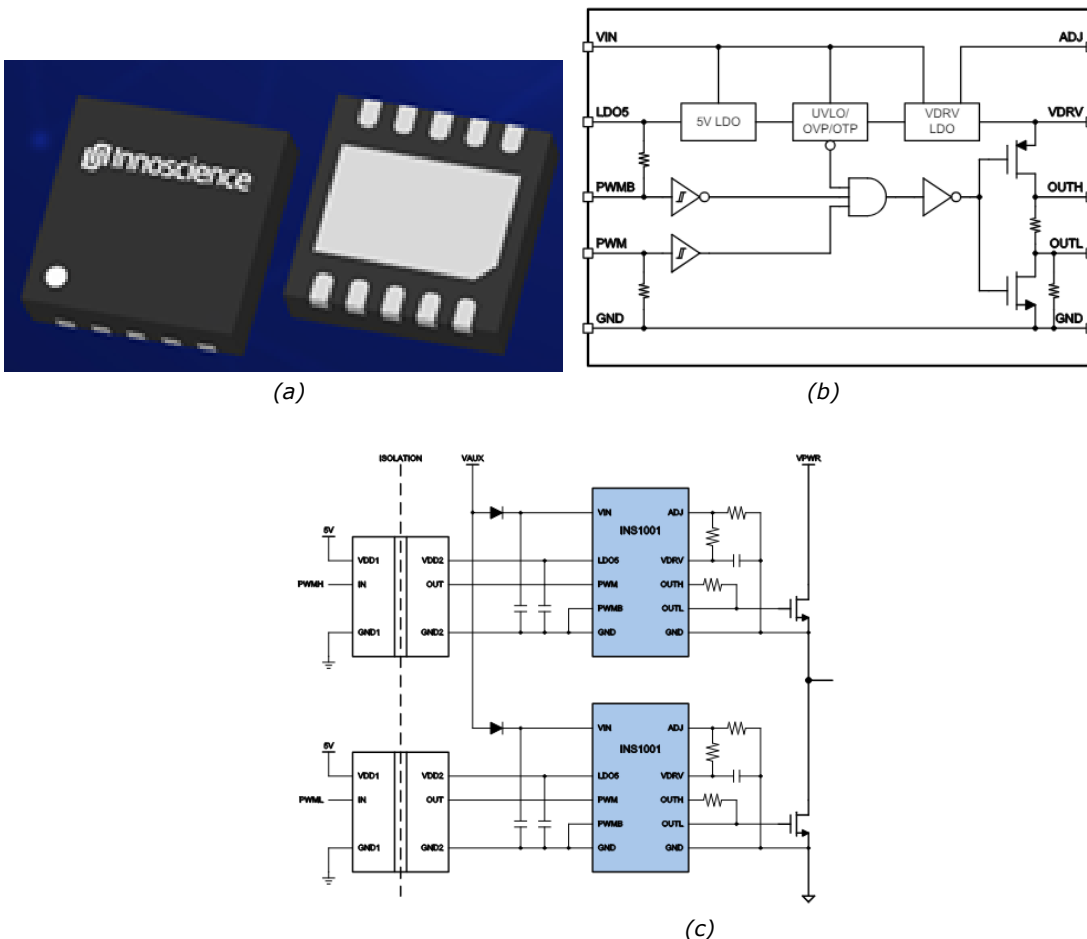 Innoscience
(a)
VIN
ADJ
LDO5
5V LDO
UVLO/
OVP/OTP
VDRV
LDO
VDRV
PWMB
OUTH
PWM
OUTL
GND
GND
(b)
ISOLATION
VAUX
VPWR
5V
VDD1
VDD2
PWMH
IN
OUT
GND1
GND2
VIN
ADJ
INS1001
LDO5
VDRV
PWM
OUTH
PWMB
OUTL
GND
GND
5V
VDD1
VDD2
PWML
IN
OUT
GND1
GND2
VIN
ADJ
INS1001
LDO5
VDRV
PWM
OUTH
PWMB
OUTL
GND
GND
(c)